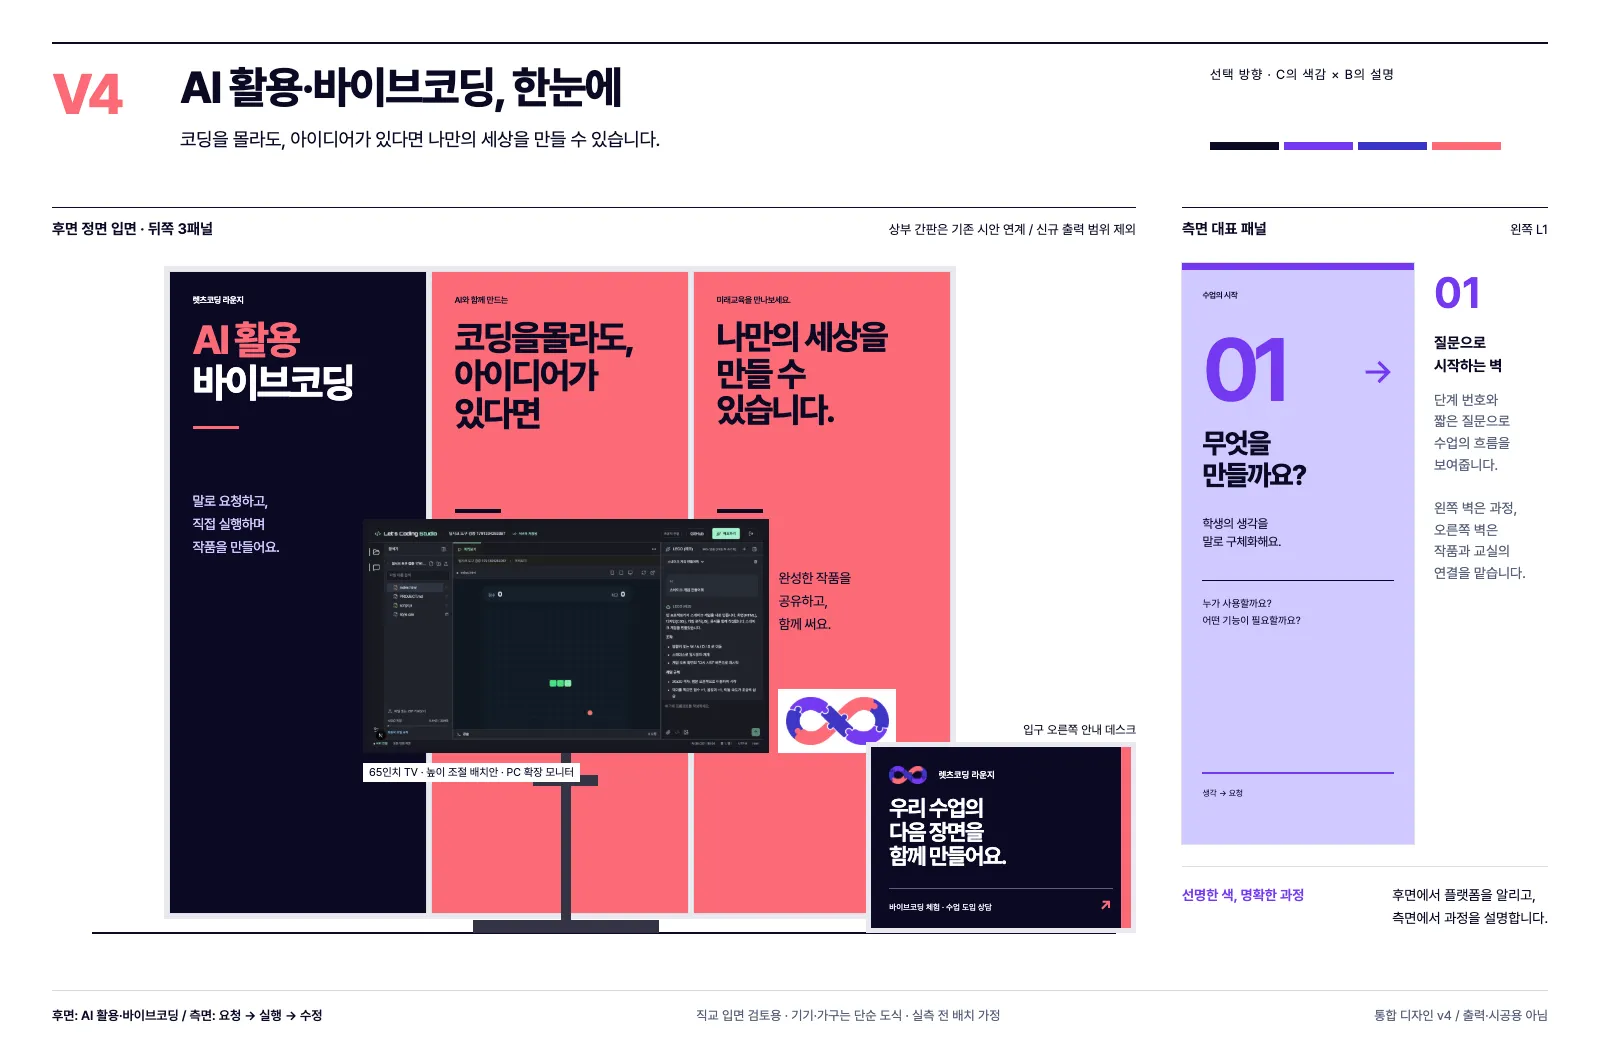 V4
AI 활용·바이브코딩, 한눈에
코딩을 몰라도, 아이디어가 있다면 나만의 세상을 만들 수 있습니다.
선택 방향 · C의 색감 × B의 설명
후면 정면 입면 · 뒤쪽 3패널
상부 간판은 기존 시안 연계 / 신규 출력 범위 제외
측면 대표 패널
왼쪽 L1
렛츠코딩 라운지
AI 활용
바이브코딩
말로 요청하고,
직접 실행하며
작품을 만들어요.
AI와 함께 만드는
코딩을몰라도,
아이디어가
있다면
미래교육을 만나보세요.
나만의 세상을
만들 수
있습니다.
완성한 작품을
공유하고,
함께 써요.
Let's Coding Studio
GitHub
0
0
65인치 TV · 높이 조절 배치안 · PC 확장 모니터
입구 오른쪽 안내 데스크
렛츠코딩 라운지
우리 수업의
다음 장면을
함께 만들어요.
바이브코딩 체험 · 수업 도입 상담
수업의 시작
01
→
무엇을
만들까요?
학생의 생각을
말로 구체화해요.
누가 사용할까요?
어떤 기능이 필요할까요?
생각 → 요청
01
질문으로
시작하는 벽
단계 번호와
짧은 질문으로
수업의 흐름을
보여줍니다.
왼쪽 벽은 과정,
오른쪽 벽은
작품과 교실의
연결을 맡습니다.
선명한 색, 명확한 과정
후면에서 플랫폼을 알리고,
측면에서 과정을 설명합니다.
후면: AI 활용·바이브코딩 / 측면: 요청 → 실행 → 수정
직교 입면 검토용 · 기기·가구는 단순 도식 · 실측 전 배치 가정
통합 디자인 v4 / 출력·시공용 아님